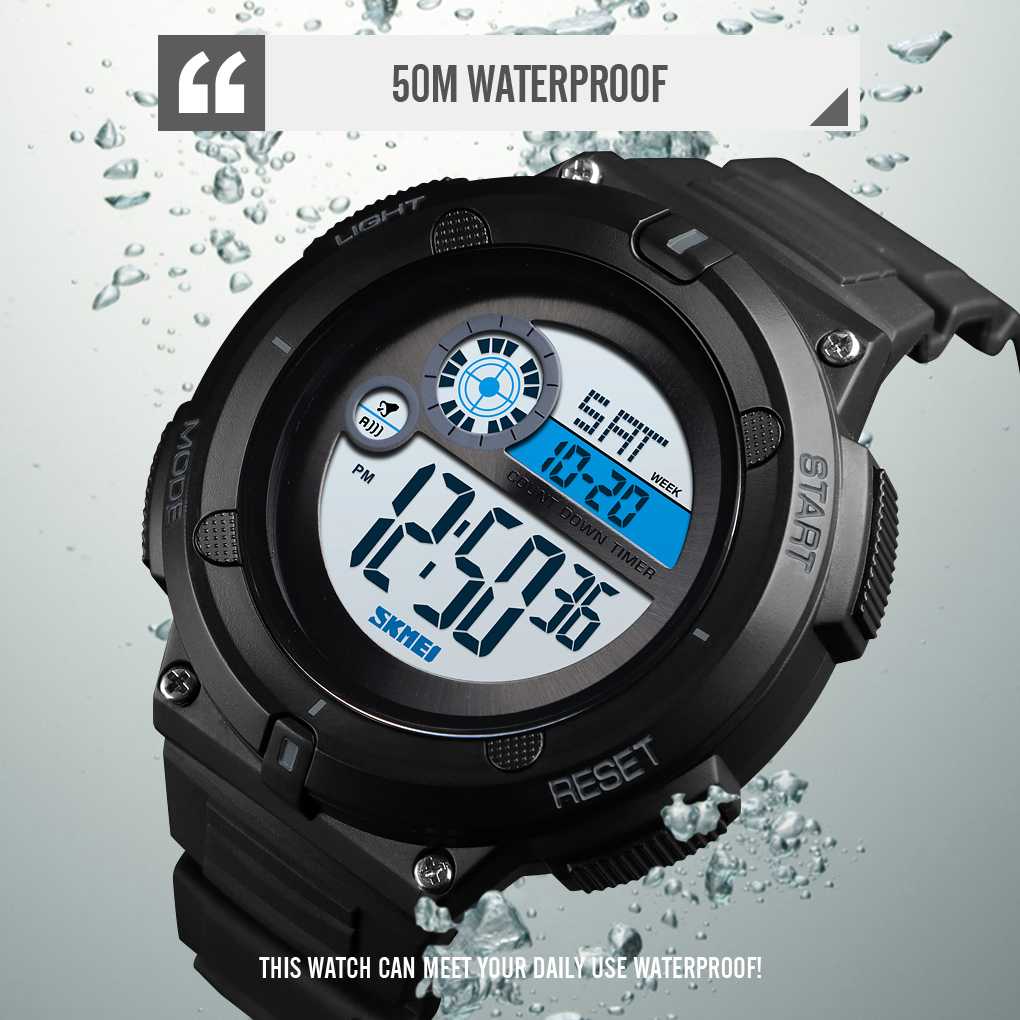 50M WATERPROOF
LIGHT
MODE
START
RESET
SAT
WEEK
10-20
COUNT DOWN TIMER
A)))
PM
12:50 36
SKMEI
THIS WATCH CAN MEET YOUR DAILY USE WATERPROOF!